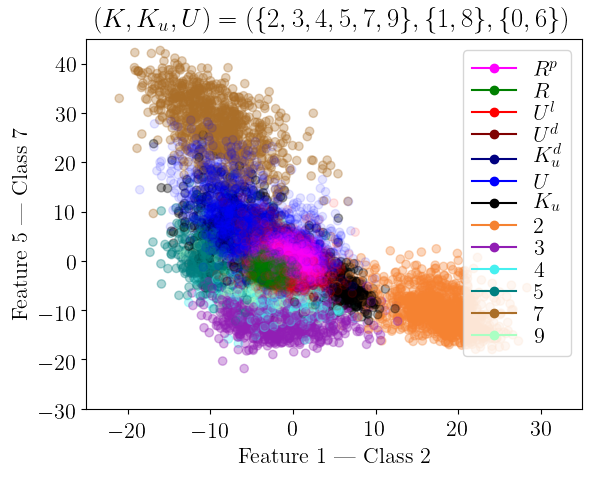 (K, K_u, U) = ({2, 3, 4, 5, 7, 9}, {1, 8}, {0, 6})
40
30
20
10
0
−10
−20
−30
Feature 5 — Class 7
R^p
R
U^l
U^d
K_u^d
U
K_u
2
3
4
5
7
9
−20
−10
0
10
20
30
Feature 1 — Class 2